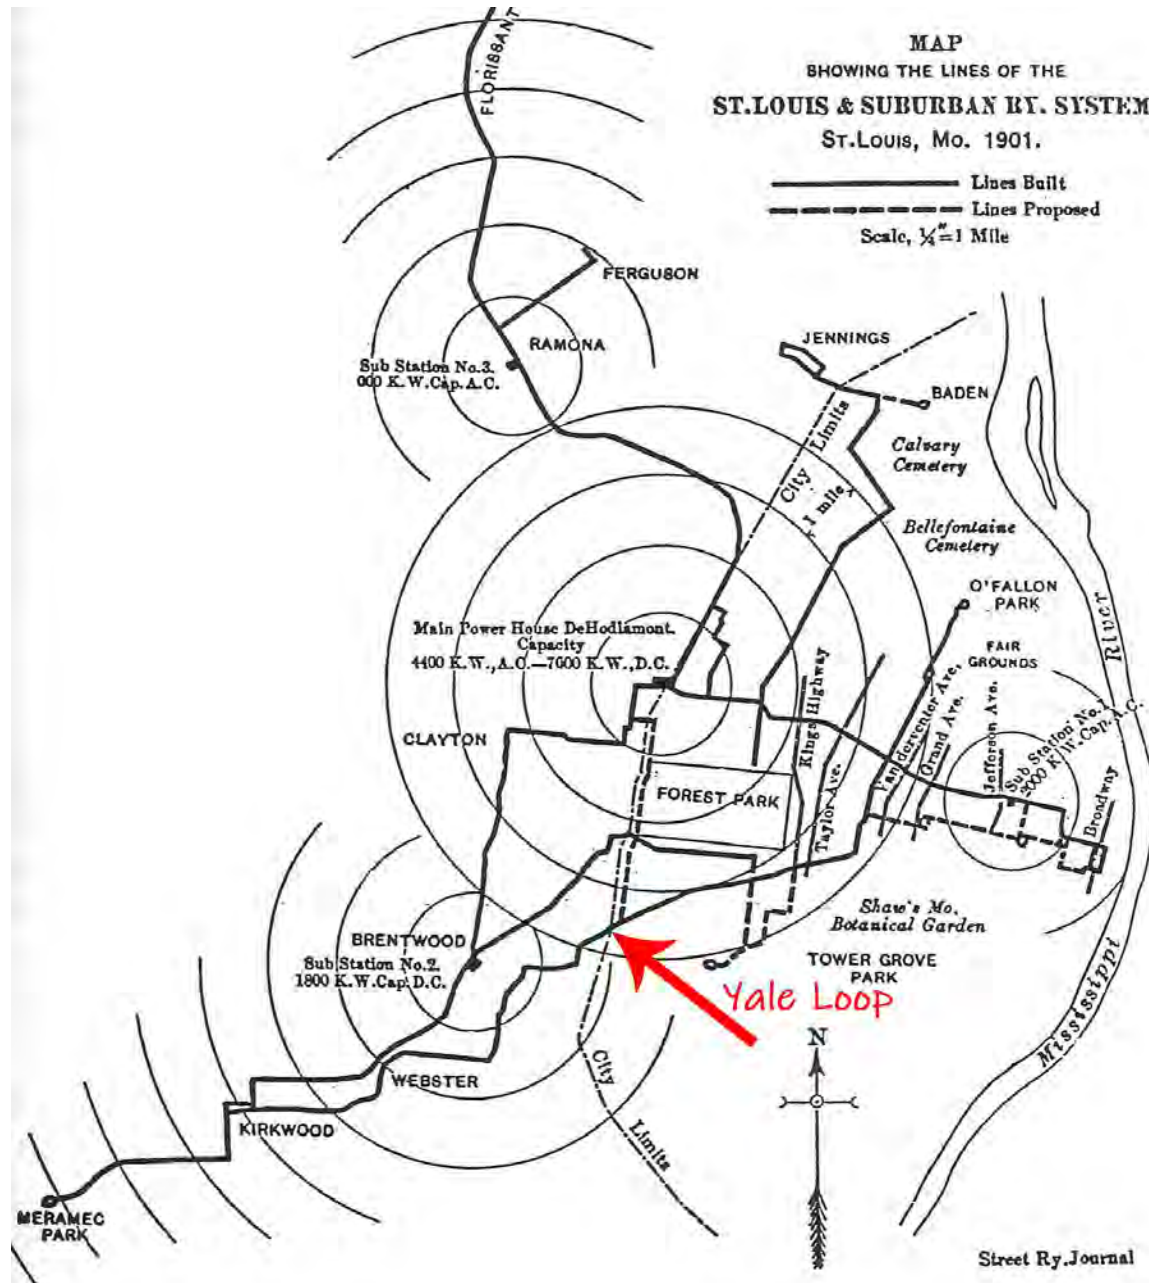 MAP
SHOWING THE LINES OF THE
ST. LOUIS & SUBURBAN RY. SYSTEM
ST. LOUIS, MO. 1901.
Lines Built
Lines Proposed
Scale, ¼"=1 Mile
FLORISSANT
FERGUSON
RAMONA
Sub Station No.3.
000 K.W.Cap.A.C.
JENNINGS
BADEN
City Limits
1 mile
Calvary
Cemetery
Bellefontaine
Cemetery
O'FALLON
PARK
FAIR
GROUNDS
River
Main Power House DeHodiamont.
Capacity
4400 K.W.,A.C.—7600 K.W.,D.C.
CLAYTON
FOREST PARK
Kings Highway
Taylor Ave.
Vanderventer Ave.
Grand Ave.
Jefferson Ave.
Sub Station No.1.
2000 K.W.Cap.A.C.
Broadway
Shaw's Mo.
Botanical Garden
TOWER GROVE
PARK
BRENTWOOD
Sub Station No.2.
1800 K.W.Cap.D.C.
Yale Loop
Mississippi
N
City Limits
WEBSTER
KIRKWOOD
MERAMEC
PARK
Street Ry.Journal